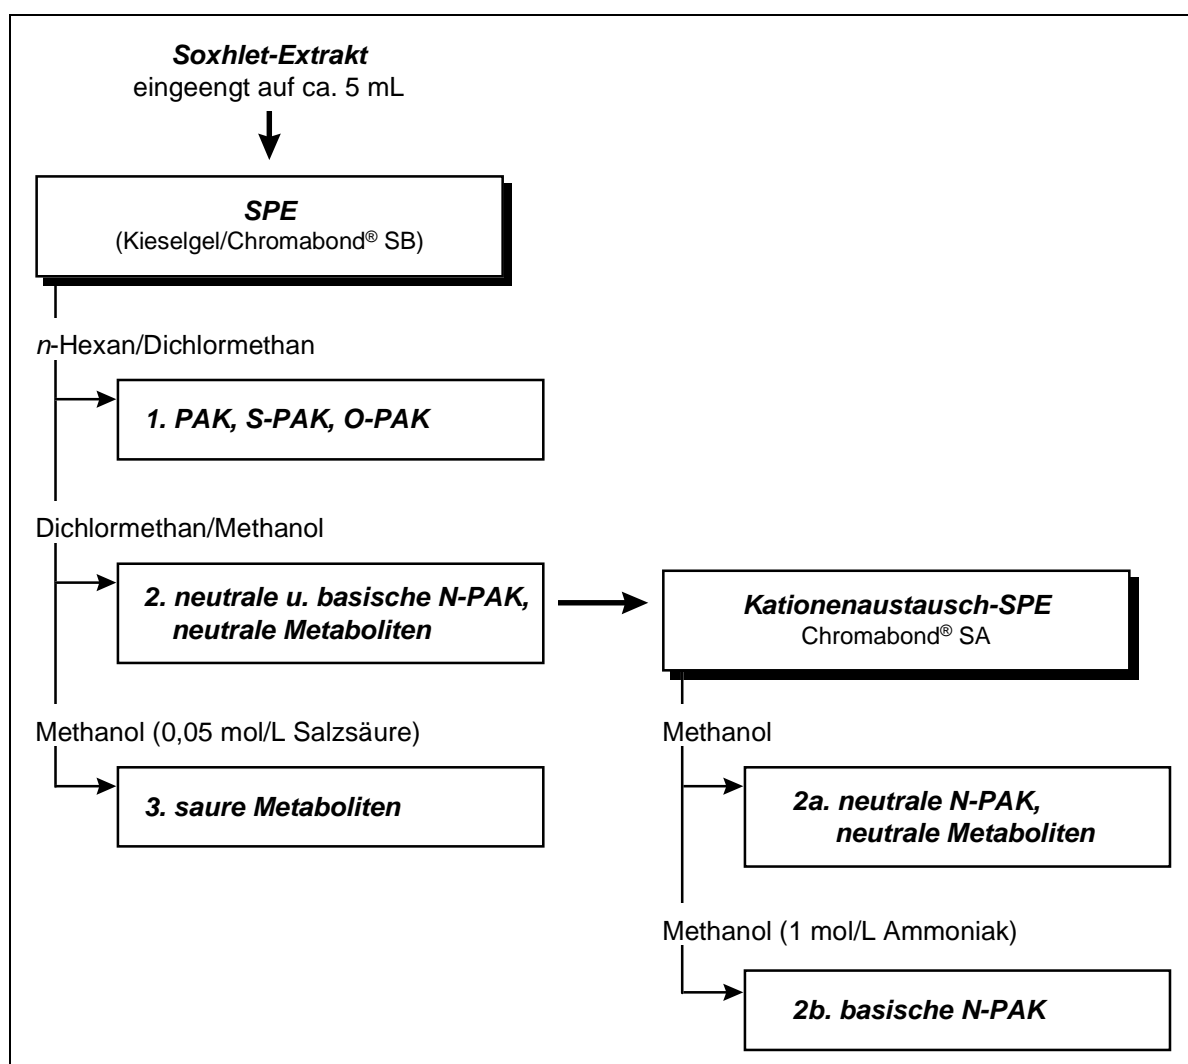 Soxhlet-Extrakt
eingeengt auf ca. 5 mL
SPE
(Kieselgel/Chromabond® SB)
n-Hexan/Dichlormethan
1. PAK, S-PAK, O-PAK
Dichlormethan/Methanol
2. neutrale u. basische N-PAK,
neutrale Metaboliten
Methanol (0,05 mol/L Salzsäure)
3. saure Metaboliten
Kationenaustausch-SPE
Chromabond® SA
Methanol
2a. neutrale N-PAK,
neutrale Metaboliten
Methanol (1 mol/L Ammoniak)
2b. basische N-PAK